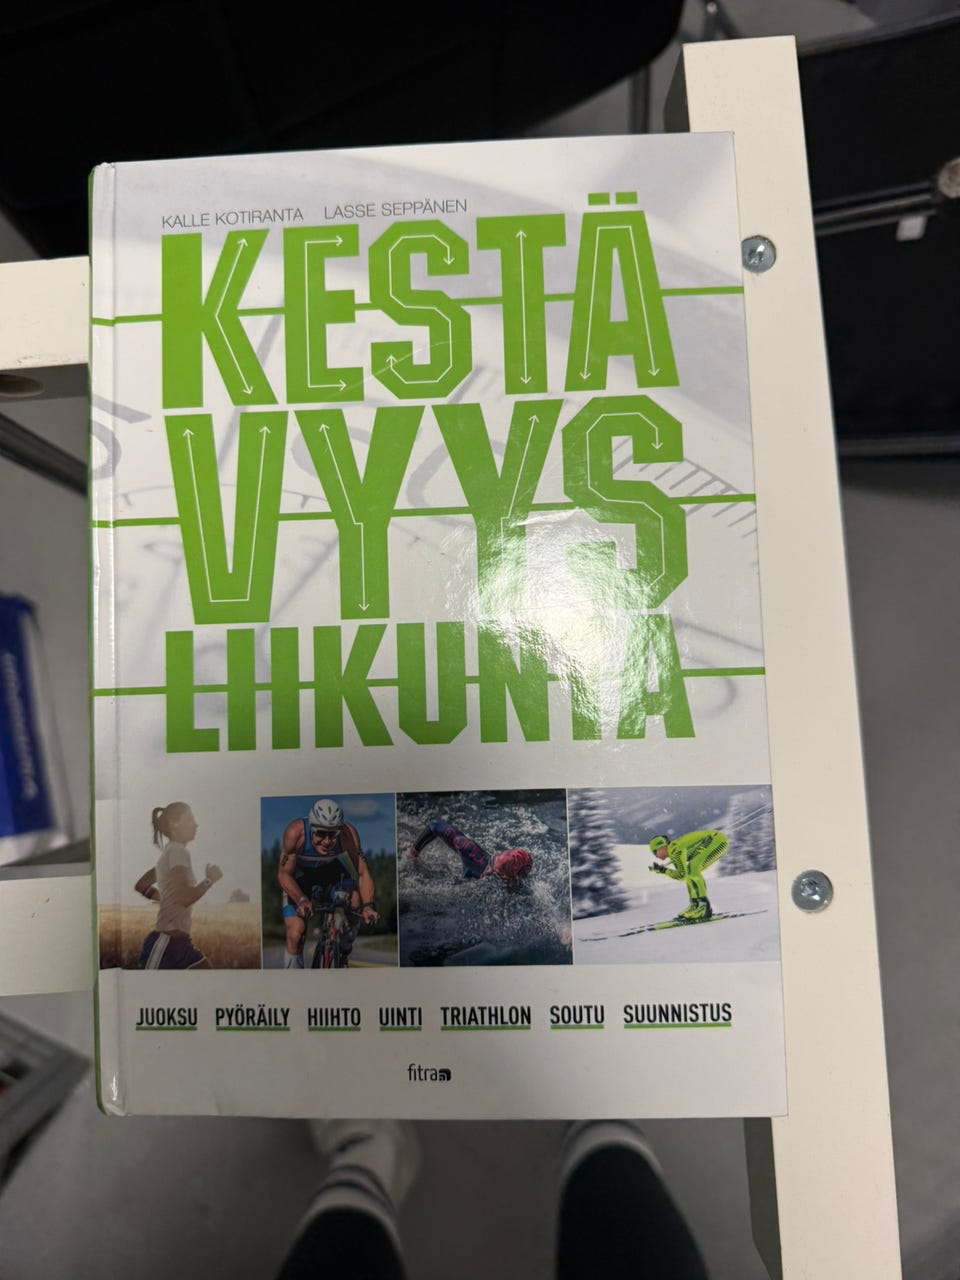 KALLE KOTIRANTA LASSE SEPPÄNEN
KESTÄ
VYYS
LIIKUNTA
JUOKSU PYÖRÄILY HIIHTO UINTI TRIATHLON SOUTU SUUNNISTUS
fitra